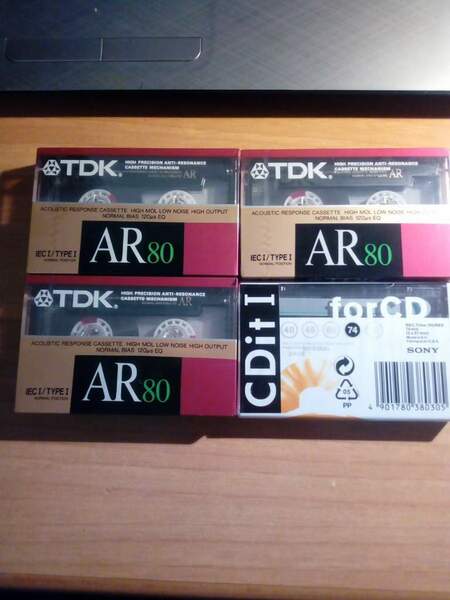 TDK®
HIGH PRECISION ANTI-RESONANCE
CASSETTE MECHANISM
AR
ACOUSTIC RESPONSE CASSETTE. HIGH MOL LOW NOISE HIGH OUTPUT
NORMAL BIAS 120µs EQ
IEC I/TYPE I
NORMAL POSITION
AR80
TDK®
HIGH PRECISION ANTI-RESONANCE
CASSETTE MECHANISM
AR
ACOUSTIC RESPONSE CASSETTE. HIGH MOL LOW NOISE HIGH OUTPUT
NORMAL BIAS 120µs EQ
IEC I/TYPE I
NORMAL POSITION
AR80
TDK®
HIGH PRECISION ANTI-RESONANCE
CASSETTE MECHANISM
AR
ACOUSTIC RESPONSE CASSETTE. HIGH MOL LOW NOISE HIGH OUTPUT
NORMAL BIAS 120µs EQ
IEC I/TYPE I
NORMAL POSITION
AR80
CDit I
forCD
74
SONY
05
PP
4 901780 380305